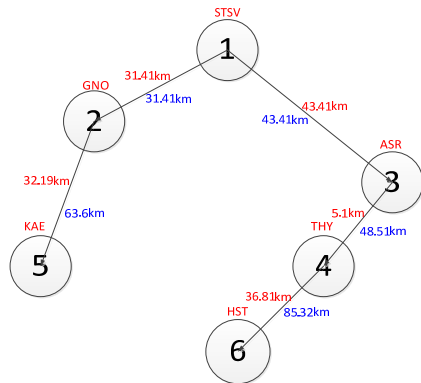 STSV
1
31.41km
31.41km
GNO
2
43.41km
43.41km
ASR
3
32.19km
63.6km
5.1km
48.51km
KAE
5
THY
4
36.81km
85.32km
HST
6